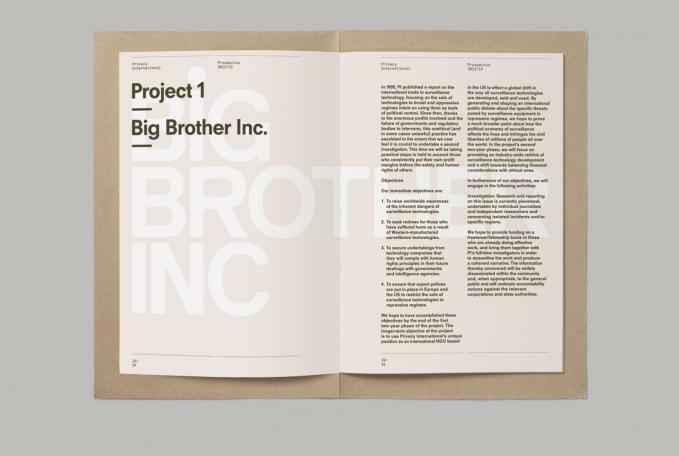 Privacy
International
Prospectus
2012/13
Project 1
Big Brother Inc.
Big
BROTHER
INC
Privacy
International
Prospectus
2012/13
In 1995, PI published a report on the
international trade in surveillance
technology, focusing on the sale of
technologies to brutal and oppressive
regimes intent on using them as tools
of political control. Since then, thanks
to the enormous profits involved and the
failure of governments and regulatory
bodies to intervene, this unethical (and
in some cases unlawful) practice has
escalated to the extent that we now
feel it is crucial to undertake a second
investigation. This time we will be taking
practical steps to hold to account those
who consistently put their own profit
margins before the safety and human
rights of others.
Objectives
Our immediate objectives are:
1. To raise worldwide awareness
of the inherent dangers of
surveillance technologies.
2. To seek redress for those who
have suffered harm as a result
of Western-manufactured
surveillance technologies.
3. To secure undertakings from
technology companies that
they will comply with human
rights principles in their future
dealings with governments
and intelligence agencies.
4. To ensure that export polices
are put in place in Europe and
the US to restrict the sale of
surveillance technologies to
repressive regimes.
We hope to have accomplished these
objectives by the end of the first
two-year phase of the project. The
longer-term objective of the project
is to use Privacy International's unique
position as an international NGO based
in the UK to effect a global shift in
the way all surveillance technologies
are developed, sold and used. By
generating and shaping an international
public debate about the specific threats
posed by surveillance equipment in
repressive regimes, we hope to prove
a much broader point about how the
political economy of surveillance
affects the lives and infringes the civil
liberties of millions of people all over
the world. In the project's second
two-year phase, we will focus on
provoking an industry-wide rethink of
surveillance technology development
and a shift towards balancing financial
considerations with ethical ones.
In furtherance of our objectives, we will
engage in the following activities:
Investigation: Research and reporting
on this issue is currently piecemeal,
undertaken by individual journalists
and independent researchers and
concerning isolated incidents and/or
specific regions.
We hope to provide funding on a
freelance/fellowship basis to those
who are already doing effective
work, and bring them together with
PI's full-time investigators in order
to streamline the work and produce
a coherent narrative. The information
thereby uncovered will be widely
disseminated within the community
and, when appropriate, to the general
public and will underpin accountability
actions against the relevant
corporations and state authorities.